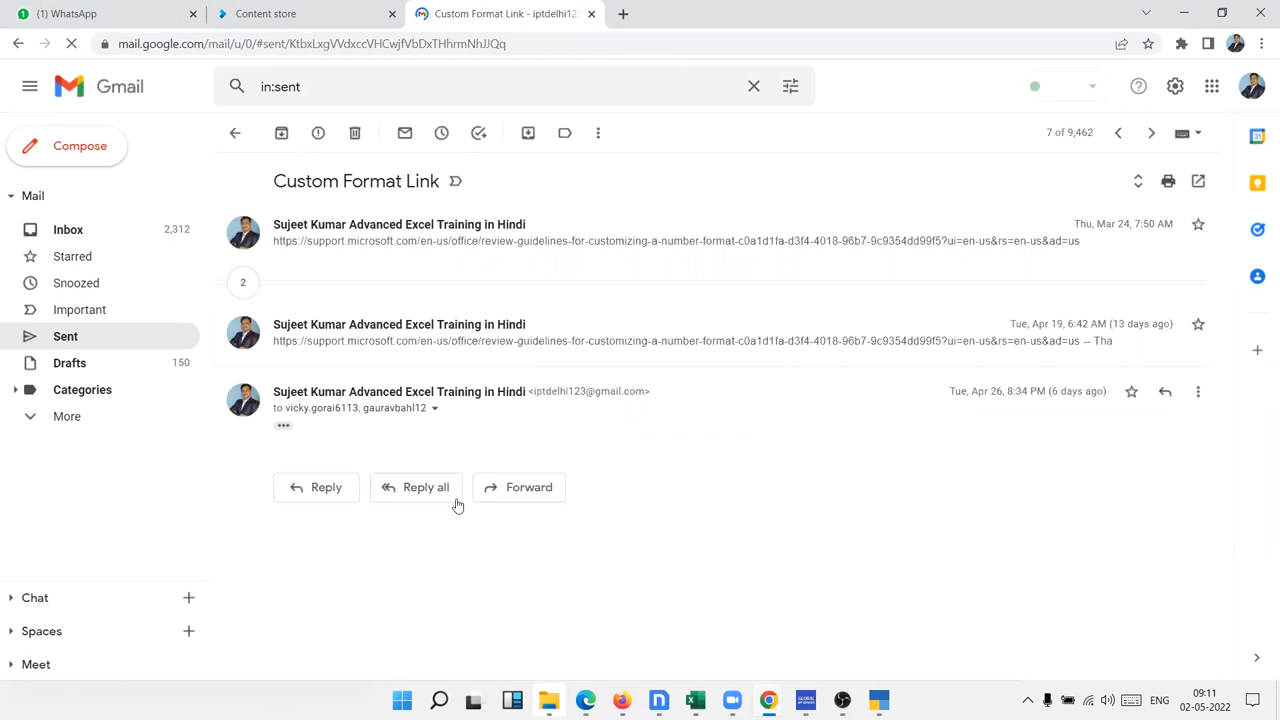 1 (1) WhatsApp
Content store
Custom Format Link - iptdelhi123
mail.google.com/mail/u/0/#sent/KtbxLxgVVdxccVHCwjfVbDxTHhrmNhJJQq
Gmail
in:sent
Compose
7 of 9,462
Mail
Custom Format Link
Inbox 2,312
Starred
Snoozed
Important
Sent
Drafts 150
Categories
More
Sujeet Kumar Advanced Excel Training in Hindi
Thu, Mar 24, 7:50 AM
https://support.microsoft.com/en-us/office/review-guidelines-for-customizing-a-number-format-c0a1d1fa-d3f4-4018-96b7-9c9354dd99f5?ui=en-us&rs=en-us&ad=us
2
Sujeet Kumar Advanced Excel Training in Hindi
Tue, Apr 19, 6:42 AM (13 days ago)
https://support.microsoft.com/en-us/office/review-guidelines-for-customizing-a-number-format-c0a1d1fa-d3f4-4018-96b7-9c9354dd99f5?ui=en-us&rs=en-us&ad=us -- Tha
Sujeet Kumar Advanced Excel Training in Hindi <iptdelhi123@gmail.com>
Tue, Apr 26, 8:34 PM (6 days ago)
to vicky.gorai6113, gauravbahl12
Reply
Reply all
Forward
Chat
Spaces
Meet
31
GLOBAL
ENG
09:11
02-05-2022